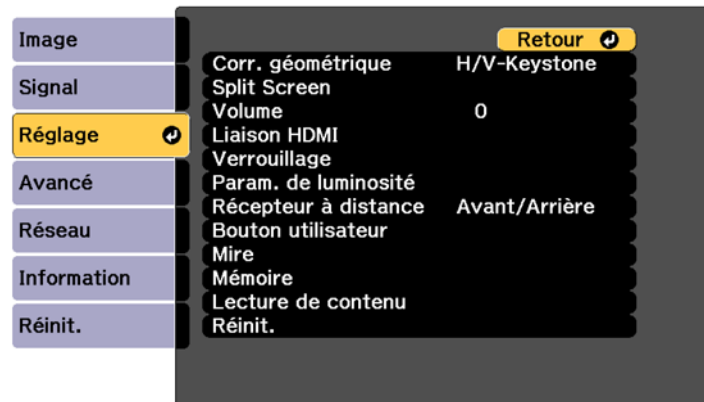 Image
Signal
Réglage
Avancé
Réseau
Information
Réinit.
Retour
Corr. géométrique H/V-Keystone
Split Screen
Volume 0
Liaison HDMI
Verrouillage
Param. de luminosité
Récepteur à distance Avant/Arrière
Bouton utilisateur
Mire
Mémoire
Lecture de contenu
Réinit.